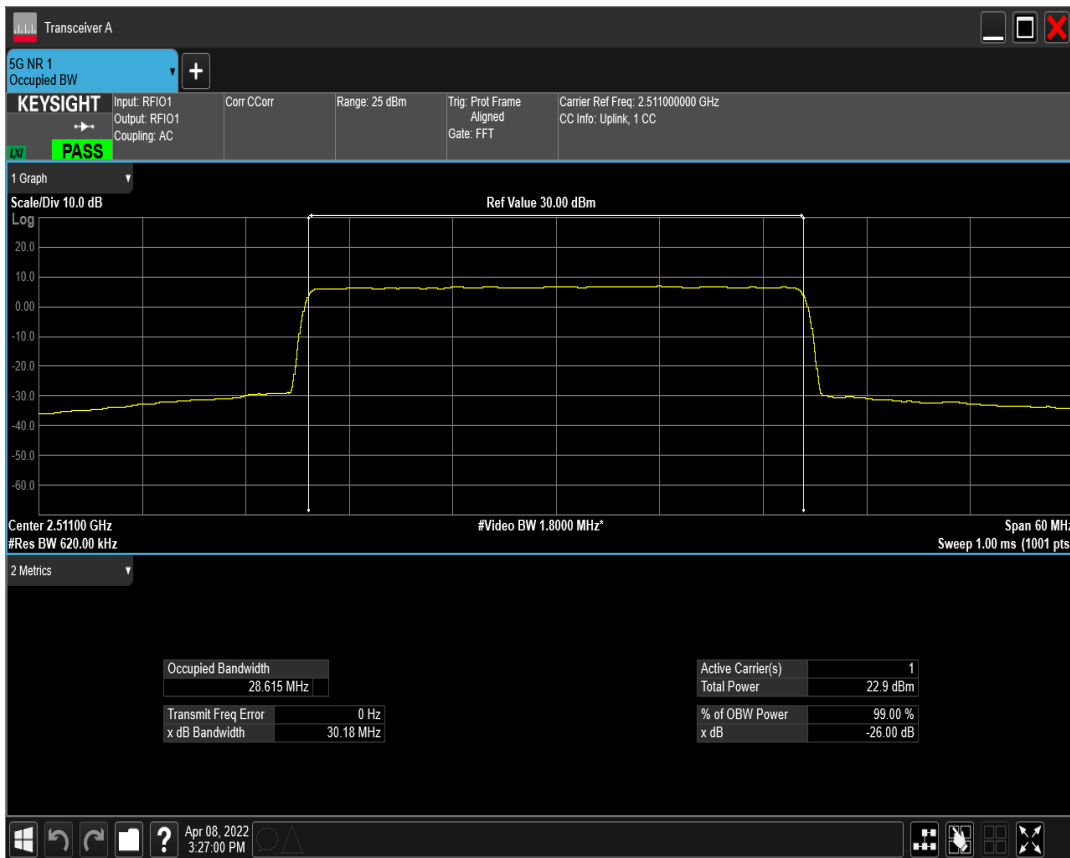 Transceiver A
5G NR 1
Occupied BW
+
KEYSIGHT
LXI
PASS
Input: RFIO1
Output: RFIO1
Coupling: AC
Corr CCorr
Range: 25 dBm
Trig: Prot Frame
Aligned
Gate: FFT
Carrier Ref Freq: 2.511000000 GHz
CC Info: Uplink, 1 CC
1 Graph
Scale/Div 10.0 dB
Ref Value 30.00 dBm
Log
20.0
10.0
0.00
-10.0
-20.0
-30.0
-40.0
-50.0
-60.0
Center 2.51100 GHz
#Video BW 1.8000 MHz*
Span 60 MHz
#Res BW 620.00 kHz
Sweep 1.00 ms (1001 pts
2 Metrics
Occupied Bandwidth
28.615 MHz
Transmit Freq Error 0 Hz
x dB Bandwidth 30.18 MHz
Active Carrier(s) 1
Total Power 22.9 dBm
% of OBW Power 99.00 %
x dB -26.00 dB
?
Apr 08, 2022
3:27:00 PM